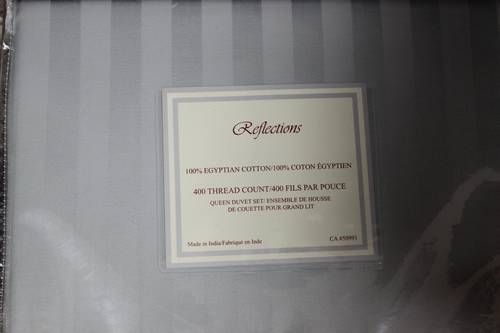 Reflections
100% EGYPTIAN COTTON/100% COTON ÉGYPTIEN
400 THREAD COUNT/400 FILS PAR POUCE
QUEEN DUVET SET/ ENSEMBLE DE HOUSSE
DE COUETTE POUR GRAND LIT
Made in India/Fabriqué en Inde
CA